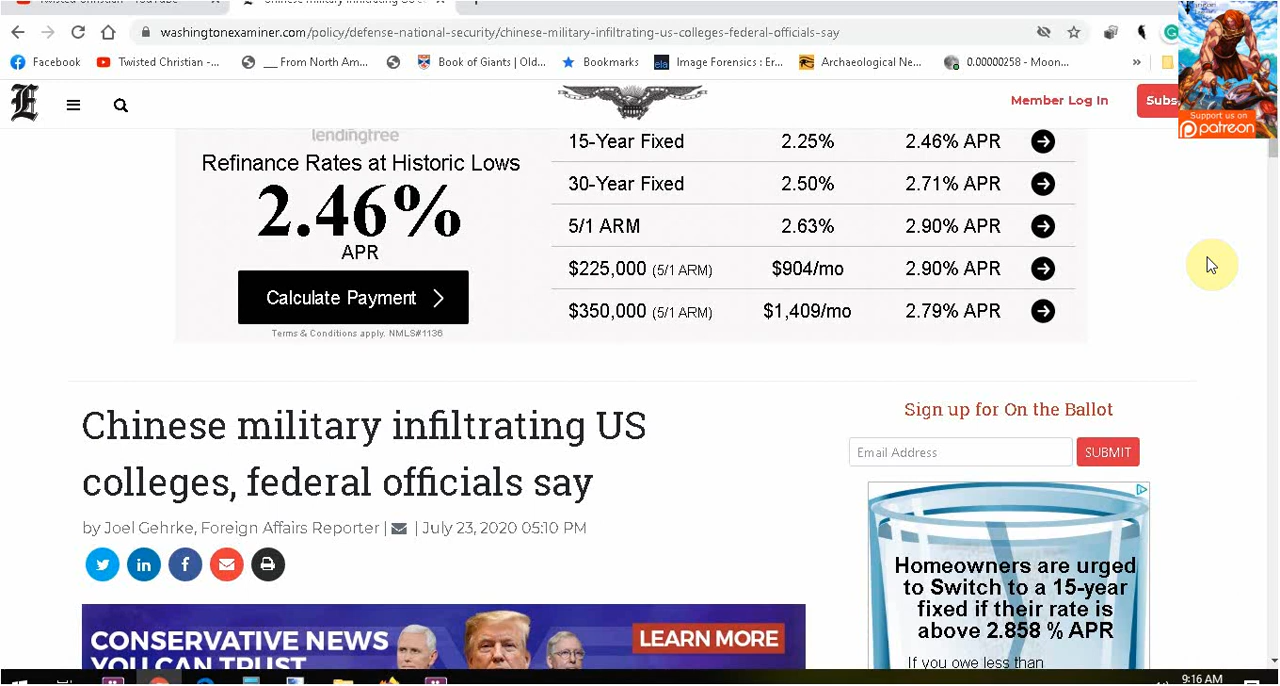 washingtonexaminer.com/policy/defense-national-security/chinese-military-infiltrating-us-colleges-federal-officials-say
Facebook
Twisted Christian -...
__ From North Am...
Book of Giants | Old...
Bookmarks
Image Forensics : Er...
Archaeological Ne...
0.00000258 - Moon...
»
Support us on
patreon
E
Member Log In
Subs
lendingtree
Refinance Rates at Historic Lows
2.46%
APR
Calculate Payment
Terms & Conditions apply. NMLS#1136
15-Year Fixed 2.25% 2.46% APR
30-Year Fixed 2.50% 2.71% APR
5/1 ARM 2.63% 2.90% APR
$225,000 (5/1 ARM) $904/mo 2.90% APR
$350,000 (5/1 ARM) $1,409/mo 2.79% APR
Chinese military infiltrating US
colleges, federal officials say
by Joel Gehrke, Foreign Affairs Reporter | | July 23, 2020 05:10 PM
CONSERVATIVE NEWS
YOU CAN TRUST
LEARN MORE
Sign up for On the Ballot
Email Address
SUBMIT
Homeowners are urged
to Switch to a 15-year
fixed if their rate is
above 2.858 % APR
If you owe less than
9:16 AM